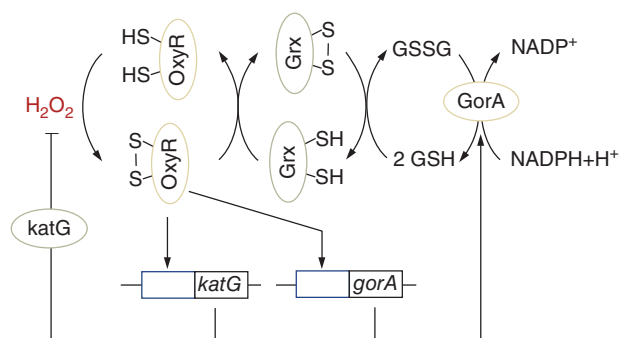 HS
HS
OxyR
Grx
S
S
GSSG
NADP⁺
H₂O₂
GorA
S
S
OxyR
Grx
SH
SH
2 GSH
NADPH+H⁺
katG
katG
gorA